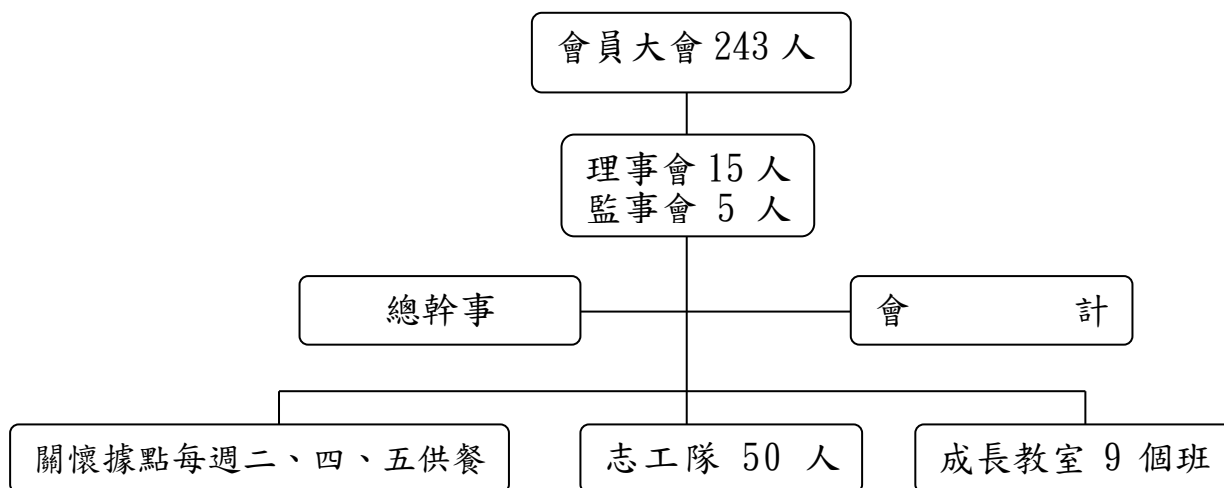 會員大會 243 人
理事會 15 人
監事會 5 人
總幹事
會 計
關懷據點每週二、四、五供餐
志工隊 50 人
成長教室 9 個班